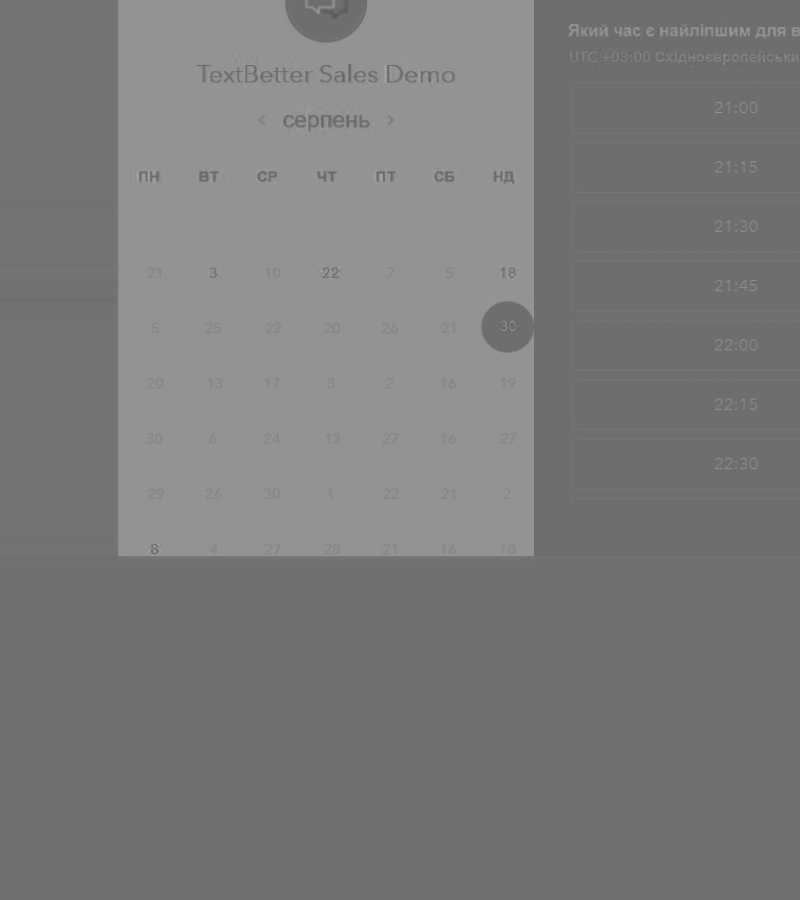 TextBetter Sales Demo
‹ серпень ›
ПН ВТ СР ЧТ ПТ СБ НД
21 3 10 22 7 5 18
5 25 22 20 26 21 30
20 13 17 8 2 16 19
30 6 24 13 27 16 27
29 26 30 1 22 21 2
8 4 27 28 21 16 18
Який час є найліпшим для в
UTC +03:00 Східноєвропейськи
21:00
21:15
21:30
21:45
22:00
22:15
22:30